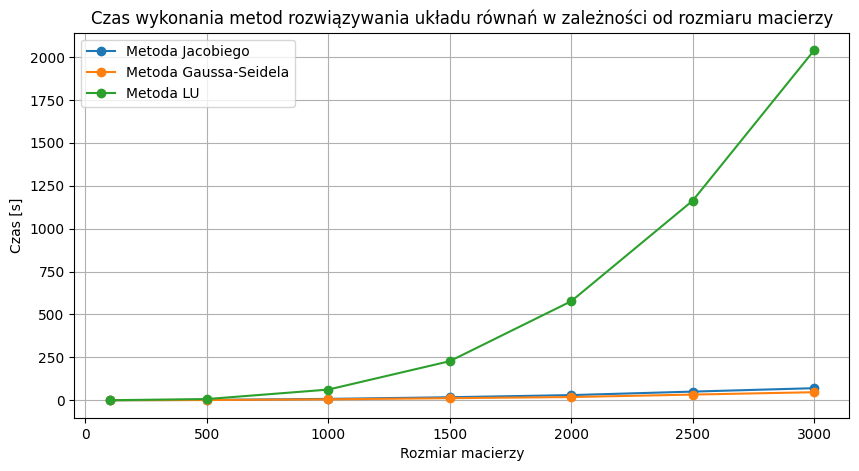 Czas wykonania metod rozwiązywania układu równań w zależności od rozmiaru macierzy
Metoda Jacobiego
Metoda Gaussa-Seidela
Metoda LU
Czas [s]
2000
1750
1500
1250
1000
750
500
250
0
0
500
1000
1500
2000
2500
3000
Rozmiar macierzy